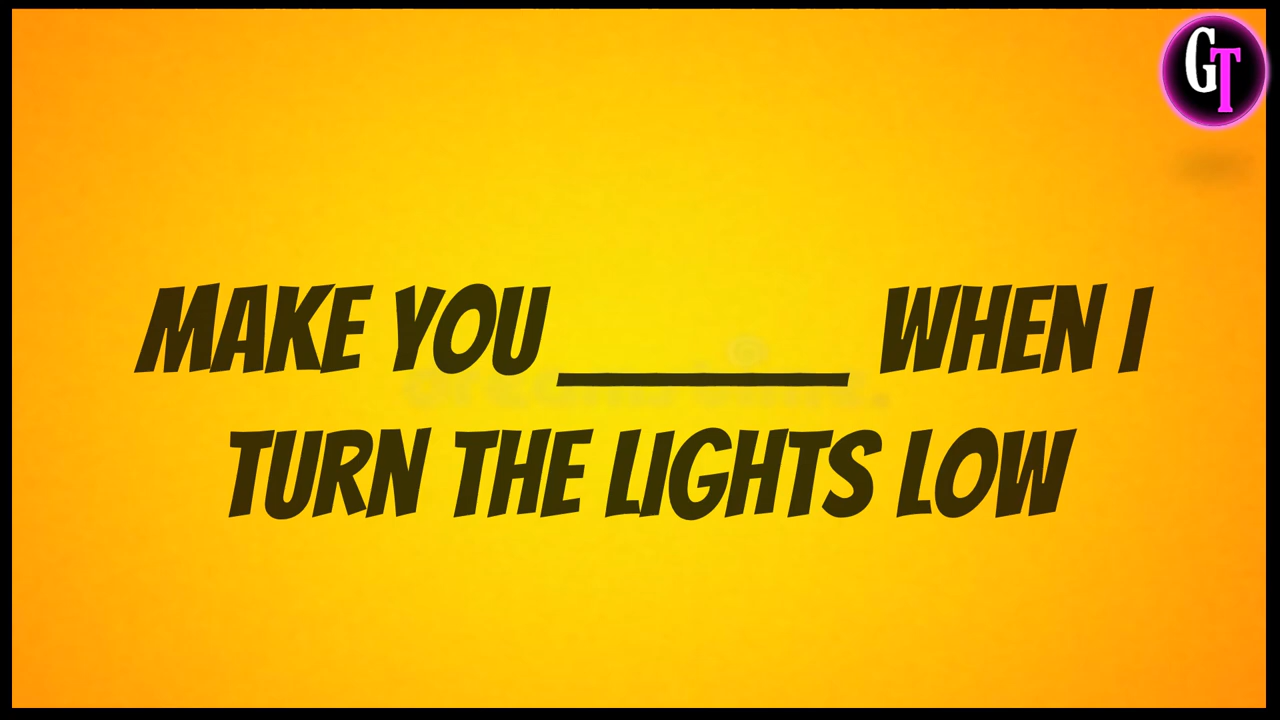 GT
MAKE YOU ______ WHEN I
TURN THE LIGHTS LOW